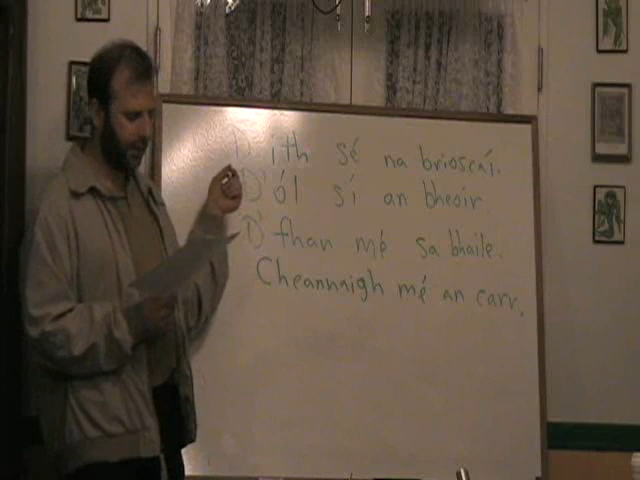 D'ith sé na brioscaí.
D'ól sí an bheoir.
D'fhan mé sa bhaile.
Cheannaigh mé an carr.